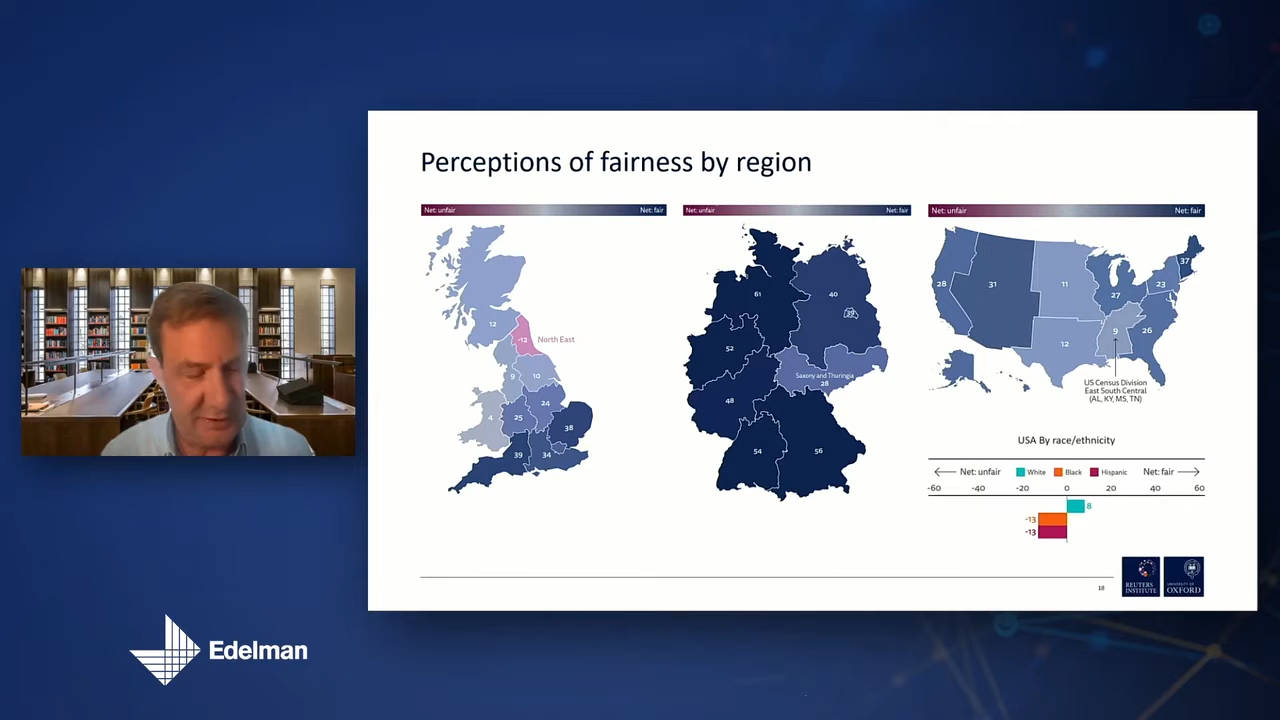 Perceptions of fairness by region
Net: unfair
Net: fair
Net: unfair
Net: fair
Net: unfair
Net: fair
12
-12
North East
9
10
4
25
24
38
39
34
61
40
39
52
Saxony and Thuringia
28
48
54
56
28
31
11
27
23
37
12
9
26
US Census Division
East South Central
(AL, KY, MS, TN)
USA By race/ethnicity
Net: unfair
White
Black
Hispanic
Net: fair
-60
-40
-20
0
20
40
60
8
-13
-13
18
REUTERS
INSTITUTE
UNIVERSITY OF
OXFORD
Edelman